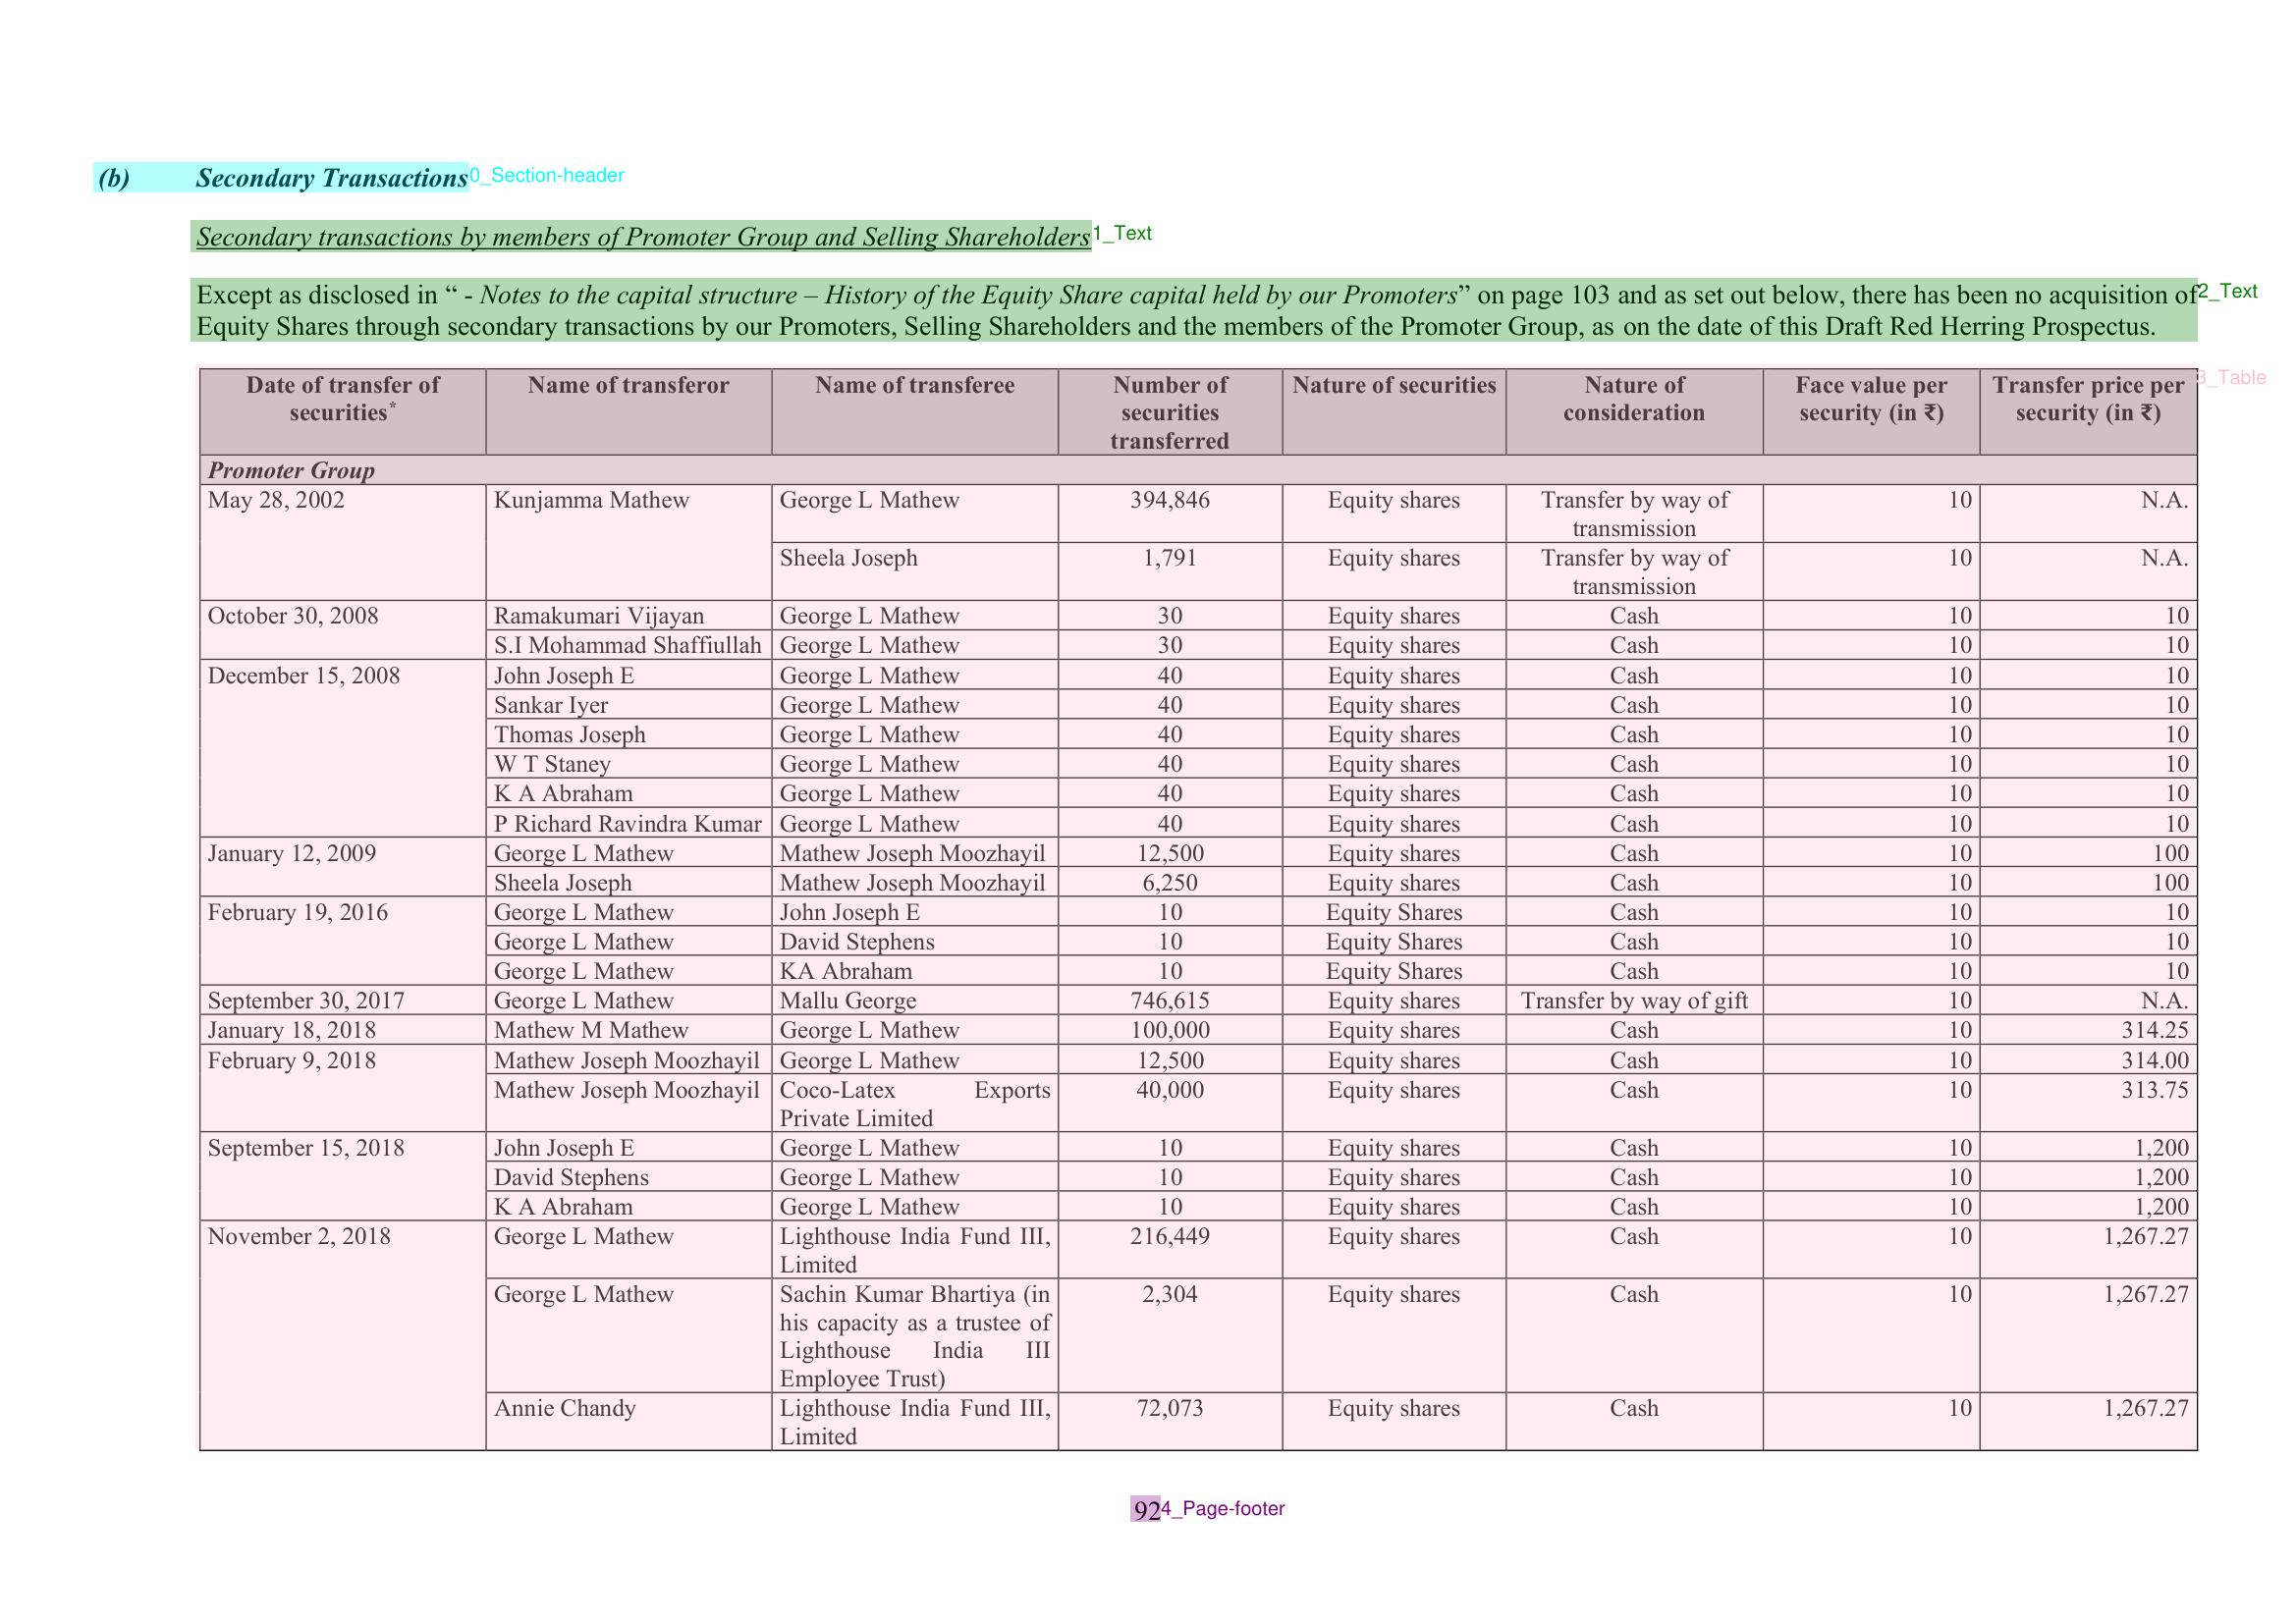 (b) Secondary Transactions 0_Section-header
Secondary transactions by members of Promoter Group and Selling Shareholders 1_Text
Except as disclosed in “ - Notes to the capital structure – History of the Equity Share capital held by our Promoters” on page 103 and as set out below, there has been no acquisition of 2_Text
Equity Shares through secondary transactions by our Promoters, Selling Shareholders and the members of the Promoter Group, as on the date of this Draft Red Herring Prospectus.
3_Table
Date of transfer of securities* Name of transferor Name of transferee Number of securities transferred Nature of securities Nature of consideration Face value per security (in ₹) Transfer price per security (in ₹)
Promoter Group
May 28, 2002 Kunjamma Mathew George L Mathew 394,846 Equity shares Transfer by way of transmission 10 N.A.
Sheela Joseph 1,791 Equity shares Transfer by way of transmission 10 N.A.
October 30, 2008 Ramakumari Vijayan George L Mathew 30 Equity shares Cash 10 10
S.I Mohammad Shaffiullah George L Mathew 30 Equity shares Cash 10 10
December 15, 2008 John Joseph E George L Mathew 40 Equity shares Cash 10 10
Sankar Iyer George L Mathew 40 Equity shares Cash 10 10
Thomas Joseph George L Mathew 40 Equity shares Cash 10 10
W T Staney George L Mathew 40 Equity shares Cash 10 10
K A Abraham George L Mathew 40 Equity shares Cash 10 10
P Richard Ravindra Kumar George L Mathew 40 Equity shares Cash 10 10
January 12, 2009 George L Mathew Mathew Joseph Moozhayil 12,500 Equity shares Cash 10 100
Sheela Joseph Mathew Joseph Moozhayil 6,250 Equity shares Cash 10 100
February 19, 2016 George L Mathew John Joseph E 10 Equity Shares Cash 10 10
George L Mathew David Stephens 10 Equity Shares Cash 10 10
George L Mathew KA Abraham 10 Equity Shares Cash 10 10
September 30, 2017 George L Mathew Mallu George 746,615 Equity shares Transfer by way of gift 10 N.A.
January 18, 2018 Mathew M Mathew George L Mathew 100,000 Equity shares Cash 10 314.25
February 9, 2018 Mathew Joseph Moozhayil George L Mathew 12,500 Equity shares Cash 10 314.00
Mathew Joseph Moozhayil Coco-Latex Exports Private Limited 40,000 Equity shares Cash 10 313.75
September 15, 2018 John Joseph E George L Mathew 10 Equity shares Cash 10 1,200
David Stephens George L Mathew 10 Equity shares Cash 10 1,200
K A Abraham George L Mathew 10 Equity shares Cash 10 1,200
November 2, 2018 George L Mathew Lighthouse India Fund III, Limited 216,449 Equity shares Cash 10 1,267.27
George L Mathew Sachin Kumar Bhartiya (in his capacity as a trustee of Lighthouse India III Employee Trust) 2,304 Equity shares Cash 10 1,267.27
Annie Chandy Lighthouse India Fund III, Limited 72,073 Equity shares Cash 10 1,267.27
92 4_Page-footer